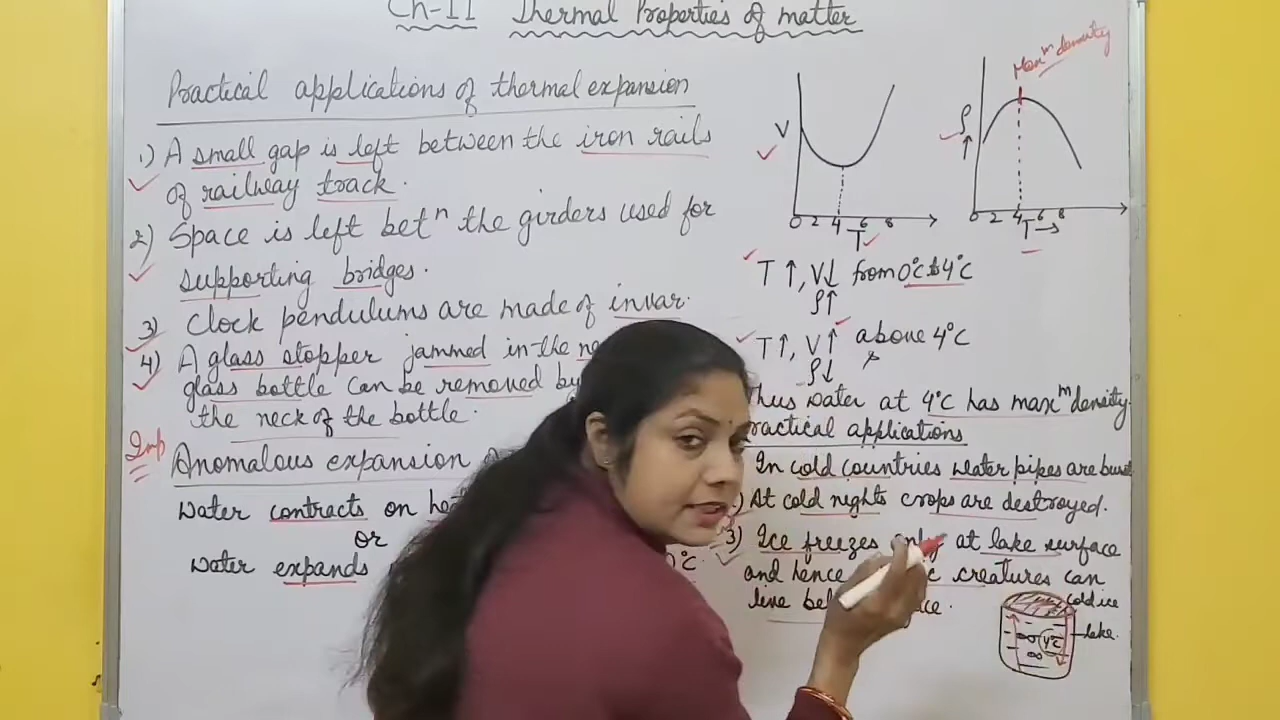 Ch-11 Thermal Properties of matter
Practical applications of thermal expansion
1.) A small gap is left between the iron rails
of railway track.
2) Space is left betⁿ the girders used for
supporting bridges.
3) Clock pendulums are made of invar.
4) A glass stopper jammed in the
glass bottle can be removed by
the neck of the bottle.
Imp
Anomalous expansion
water contracts on
or
water expands
0°C.
V
0 2 4 6 8
T
Maxᵐ density
ρ ↑
0 2 4 6 8
T →
T ↑, V↓ from 0°C to 4°C
ρ↑
T↑, V↑ above 4°C
ρ↓
Thus water at 4°C has maxᵐ density.
Practical applications
In cold countries water pipes are burst
.) At cold nights crops are destroyed.
3) Ice freezes only at lake surface
and hence creatures can
live
cold ice
4°C
lake.